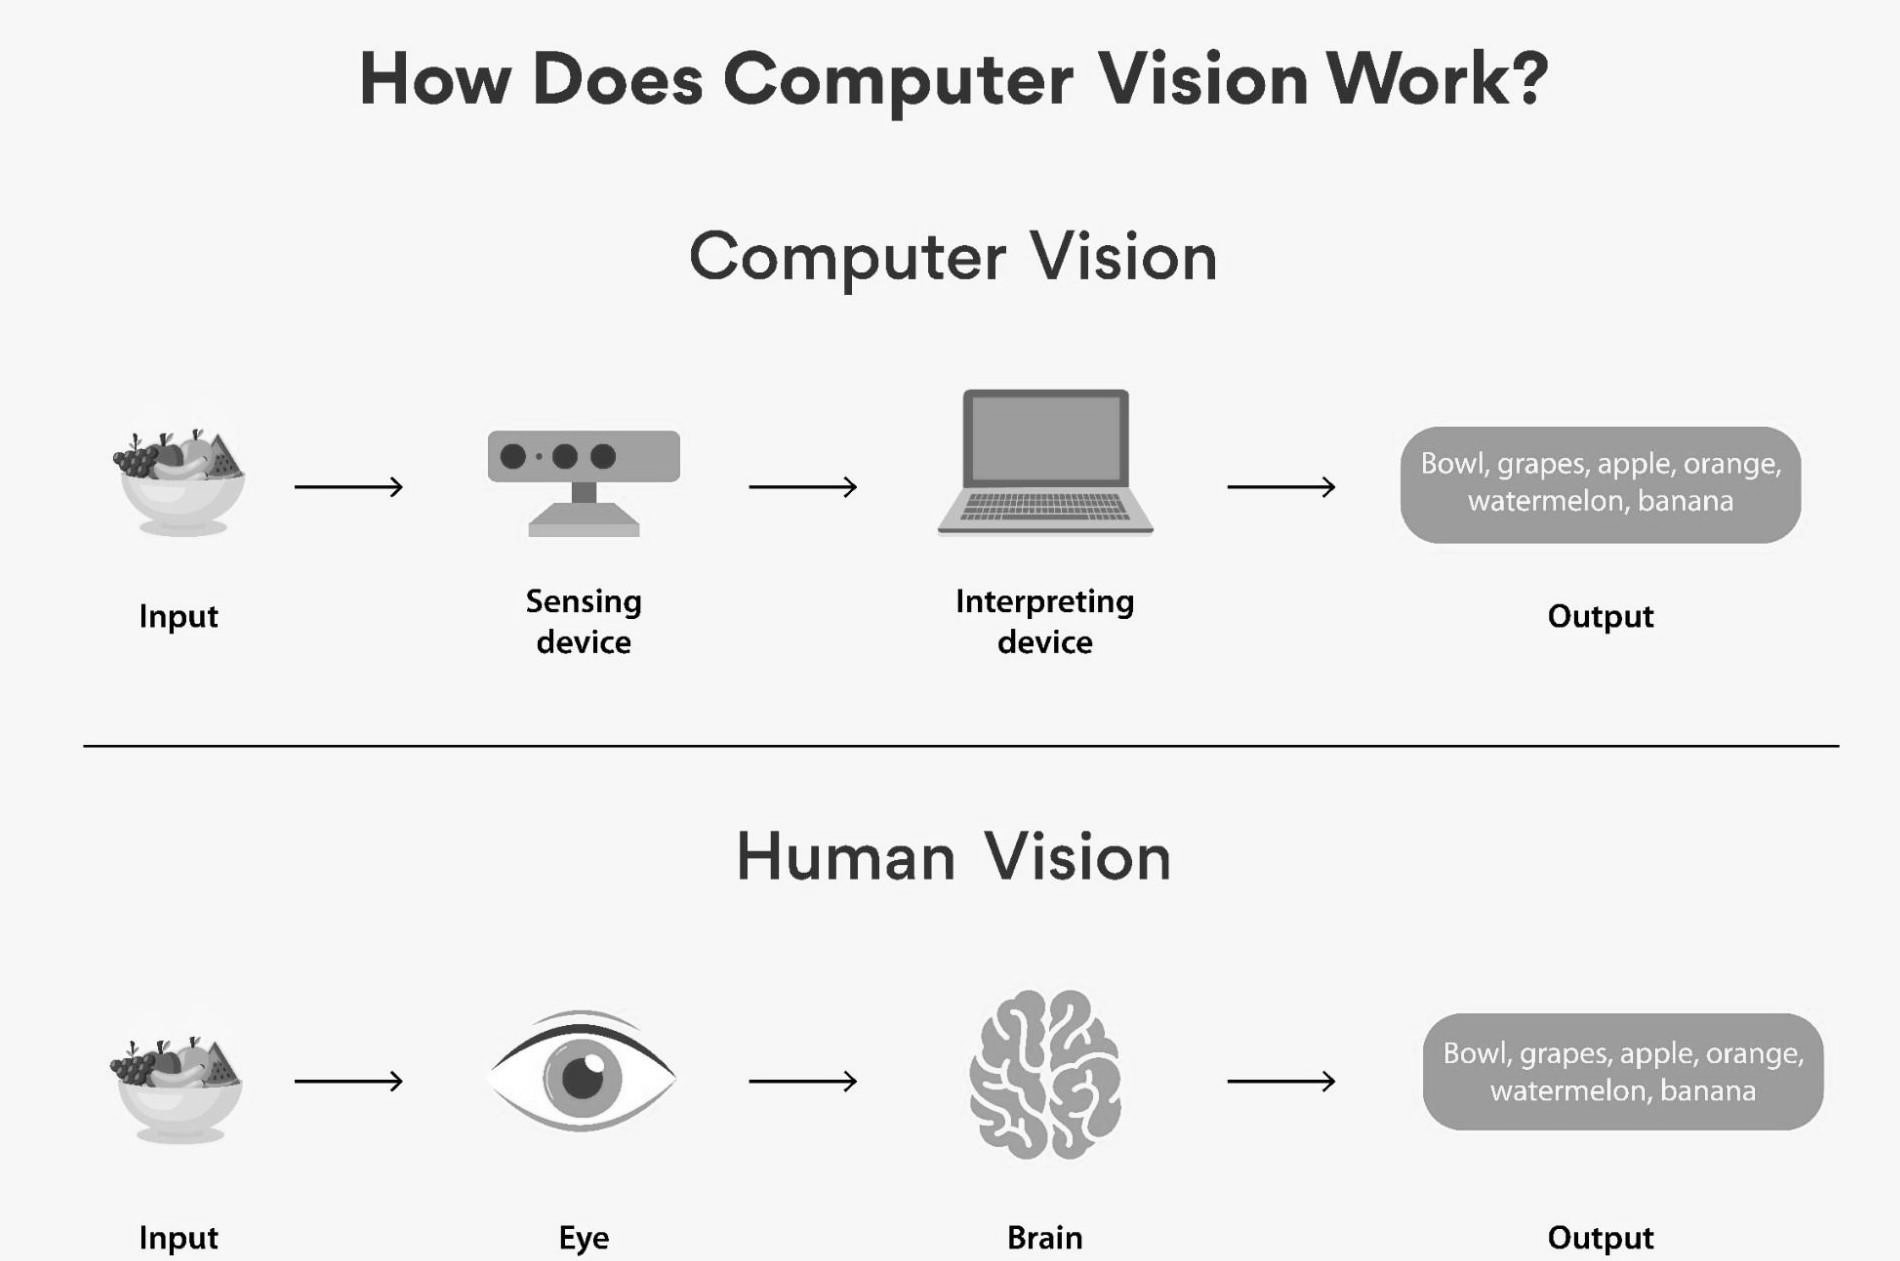 How Does Computer Vision Work?
Computer Vision
Bowl, grapes, apple, orange,
watermelon, banana
Input
Sensing
device
Interpreting
device
Output
Human Vision
Bowl, grapes, apple, orange,
watermelon, banana
Input
Eye
Brain
Output